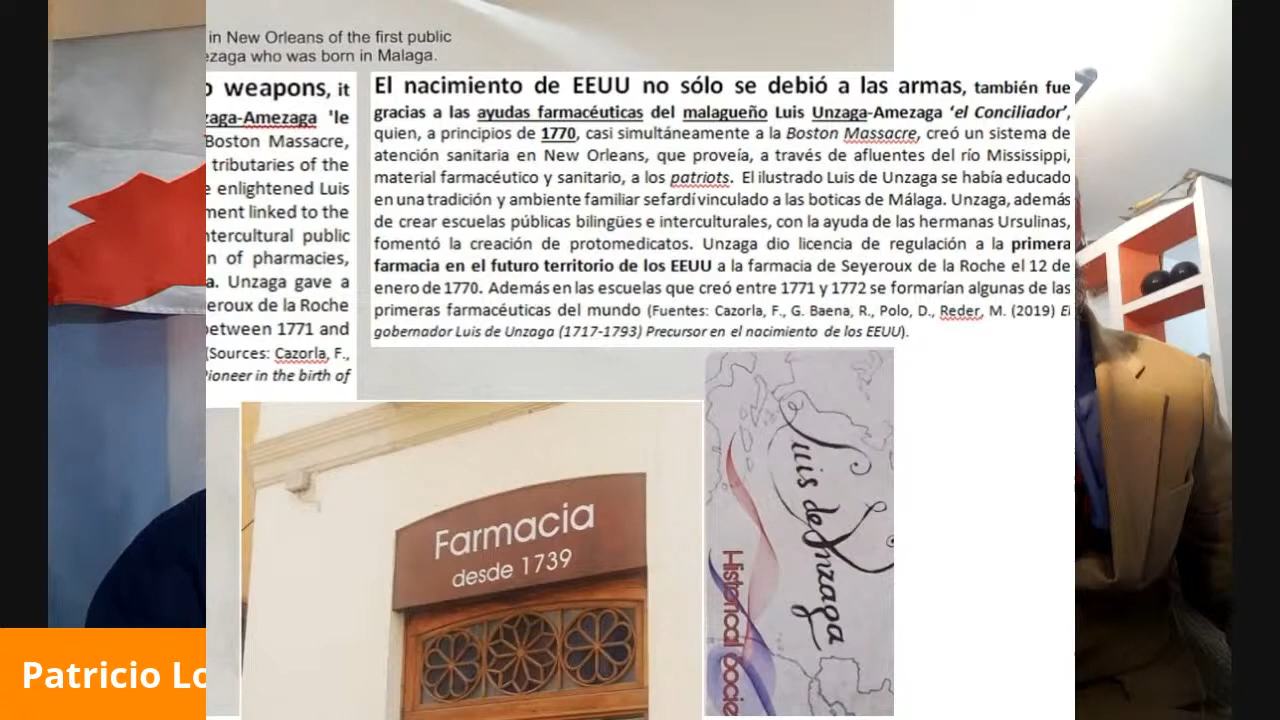 in New Orleans of the first public
ezaga who was born in Malaga.
o weapons, it
zaga-Amezaga 'le
Boston Massacre,
tributaries of the
e enlightened Luis
ment linked to the
ntercultural public
n of pharmacies,
a. Unzaga gave a
eroux de la Roche
between 1771 and
(Sources: Cazorla, F.,
Pioneer in the birth of
El nacimiento de EEUU no sólo se debió a las armas, también fue
gracias a las ayudas farmacéuticas del malagueño Luis Unzaga-Amezaga ‘el Conciliador’,
quien, a principios de 1770, casi simultáneamente a la Boston Massacre, creó un sistema de
atención sanitaria en New Orleans, que proveía, a través de afluentes del río Mississippi,
material farmacéutico y sanitario, a los patriots. El ilustrado Luis de Unzaga se había educado
en una tradición y ambiente familiar sefardí vinculado a las boticas de Málaga. Unzaga, además
de crear escuelas públicas bilingües e interculturales, con la ayuda de las hermanas Ursulinas,
fomentó la creación de protomedicatos. Unzaga dio licencia de regulación a la primera
farmacia en el futuro territorio de los EEUU a la farmacia de Seyeroux de la Roche el 12 de
enero de 1770. Además en las escuelas que creó entre 1771 y 1772 se formarían algunas de las
primeras farmacéuticas del mundo (Fuentes: Cazorla, F., G. Baena, R., Polo, D., Reder, M. (2019) El
gobernador Luis de Unzaga (1717-1793) Precursor en el nacimiento de los EEUU).
Farmacia
desde 1739
Luis de Unzaga
Historical Socie
Patricio Lo